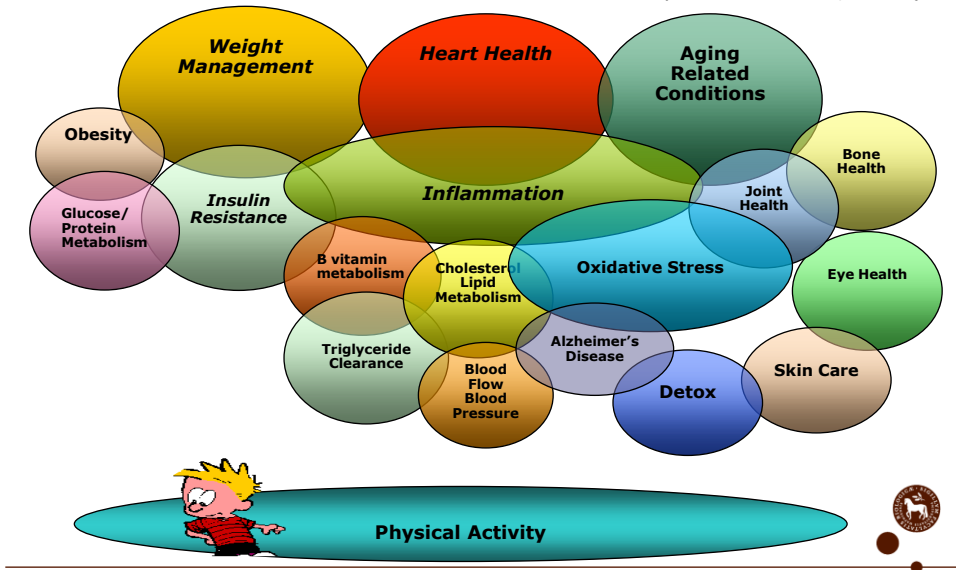 Weight
Management
Heart Health
Aging
Related
Conditions
Obesity
Bone
Health
Insulin
Resistance
Inflammation
Joint
Health
Glucose/
Protein
Metabolism
B vitamin
metabolism
Cholesterol
Lipid
Metabolism
Oxidative Stress
Eye Health
Triglyceride
Clearance
Alzheimer's
Disease
Blood
Flow
Blood
Pressure
Detox
Skin Care
Physical Activity